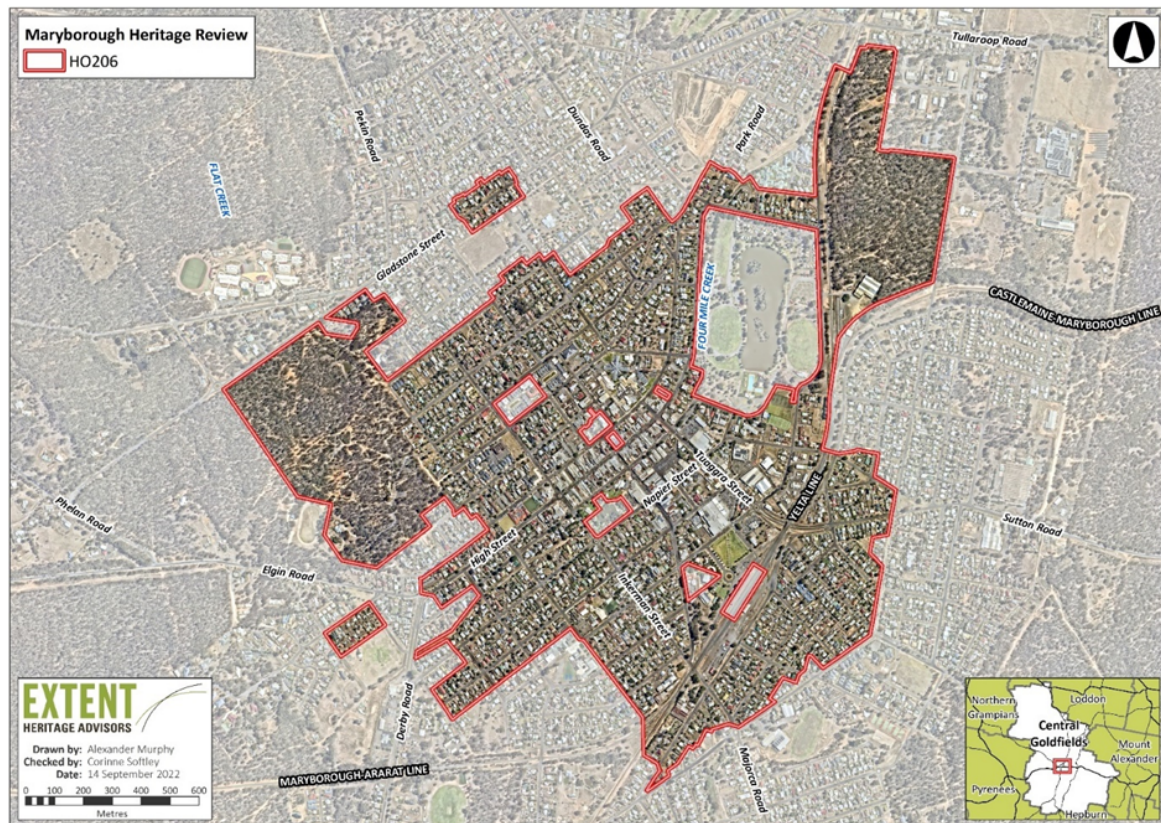 Maryborough Heritage Review
HO206
Tullaroop Road
Pekin Road
Dundas Road
Park Road
FLAT CREEK
Gladstone Street
FOUR MILE CREEK
CASTLEMAINE-MARYBOROUGH LINE
Tuaggra Street
Napier Street
YELTA LINE
Phelan Road
Sutton Road
High Street
Elgin Road
Inkerman Street
Derby Road
Majorca Road
MARYBOROUGH-ARARAT LINE
EXTENT
HERITAGE ADVISORS
Drawn by: Alexander Murphy
Checked by: Corinne Softley
Date: 14 September 2022
0 100 200 300 400 500 600
Metres
Northern
Grampians
Loddon
Central
Goldfields
Mount
Alexander
Pyrenees
Hepburn